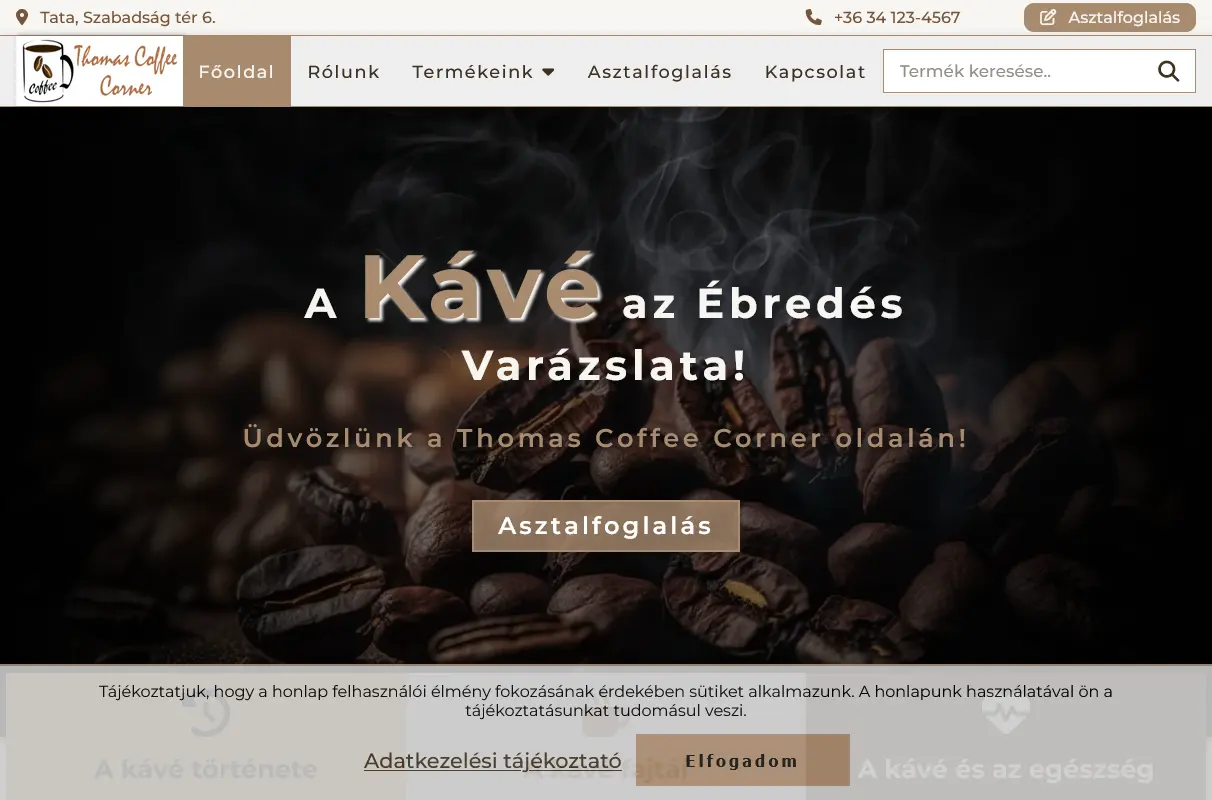 Tata, Szabadság tér 6.
+36 34 123-4567
Asztalfoglalás
Thomas Coffee
Corner
coffee
Főoldal
Rólunk
Termékeink
Asztalfoglalás
Kapcsolat
Termék keresése..
A Kávé az Ébredés
Varázslata!
Üdvözlünk a Thomas Coffee Corner oldalán!
Asztalfoglalás
Tájékoztatjuk, hogy a honlap felhasználói élmény fokozásának érdekében sütiket alkalmazunk. A honlapunk használatával ön a
tájékoztatásunkat tudomásul veszi.
Adatkezelési tájékoztató
Elfogadom
A kávé története
A kávé fajtái
A kávé és az egészség